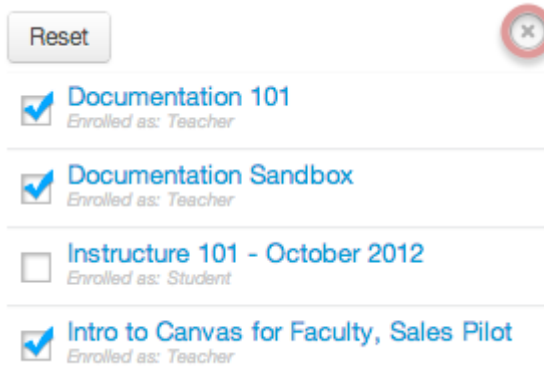 Reset
Documentation 101
Enrolled as: Teacher
Documentation Sandbox
Enrolled as: Teacher
Instructure 101 - October 2012
Enrolled as: Student
Intro to Canvas for Faculty, Sales Pilot
Enrolled as: Teacher